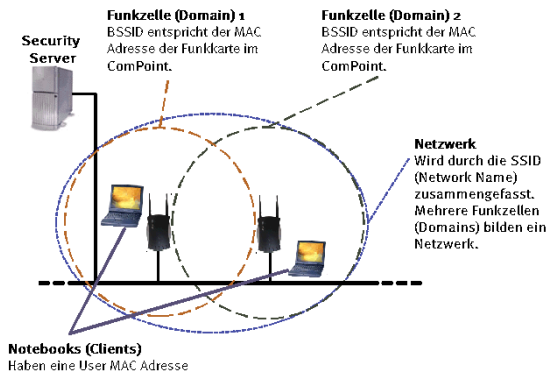 Funkzelle (Domain) 1
BSSID entspricht der MAC
Adresse der Funkkarte im
ComPoint.
Funkzelle (Domain) 2
BSSID entspricht der MAC
Adresse der Funkkarte im
ComPoint.
Security
Server
Netzwerk
Wird durch die SSID
(Network Name)
zusammengefasst.
Mehrere Funkzellen
(Domains) bilden ein
Netzwerk.
Notebooks (Clients)
Haben eine User MAC Adresse